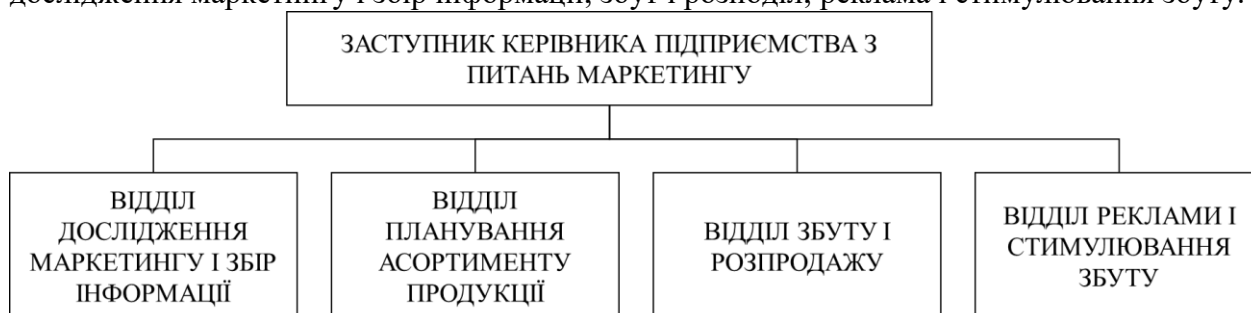 дослідження маркетингу і збір інформації; збут і розподіл; реклама і стимулювання збуту.
ЗАСТУПНИК КЕРІВНИКА ПІДПРИЄМСТВА З
ПИТАНЬ МАРКЕТИНГУ
ВІДДІЛ
ДОСЛІДЖЕННЯ
МАРКЕТИНГУ І ЗБІР
ІНФОРМАЦІЇ
ВІДДІЛ
ПЛАНУВАННЯ
АСОРТИМЕНТУ
ПРОДУКЦІЇ
ВІДДІЛ ЗБУТУ І
РОЗПРОДАЖУ
ВІДДІЛ РЕКЛАМИ І
СТИМУЛЮВАННЯ
ЗБУТУ